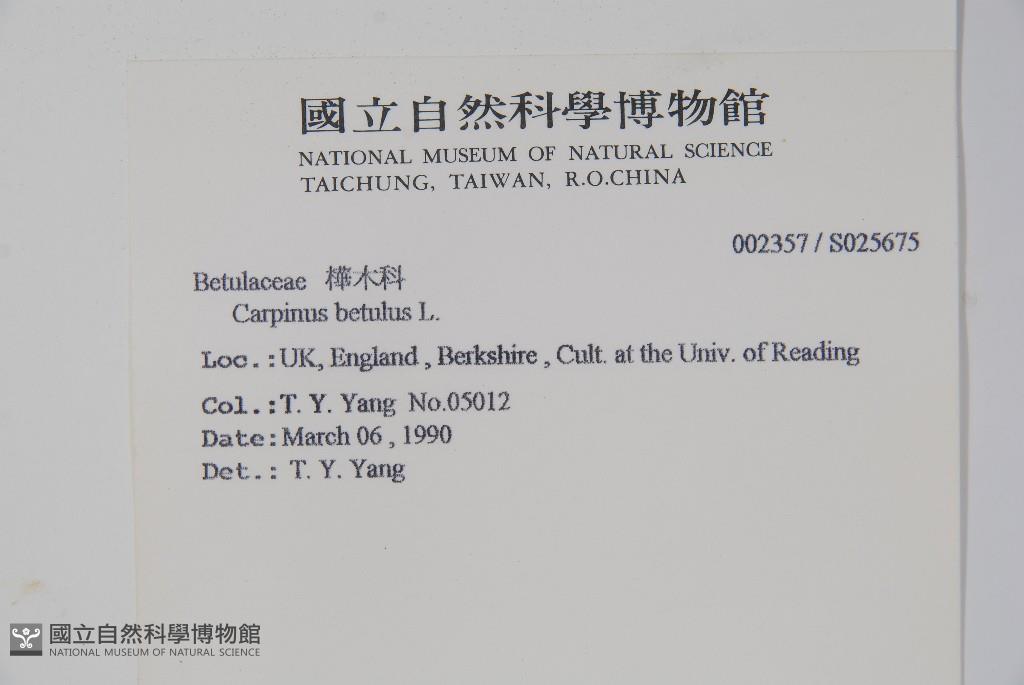 國立自然科學博物館
NATIONAL MUSEUM OF NATURAL SCIENCE
TAICHUNG, TAIWAN, R.O.CHINA
002357 / S025675
Betulaceae 樺木科
Carpinus betulus L.
Loc.: UK, England , Berkshire , Cult. at the Univ. of Reading
Col.: T. Y. Yang No.05012
Date: March 06 , 1990
Det.: T. Y. Yang
國立自然科學博物館
NATIONAL MUSEUM OF NATURAL SCIENCE